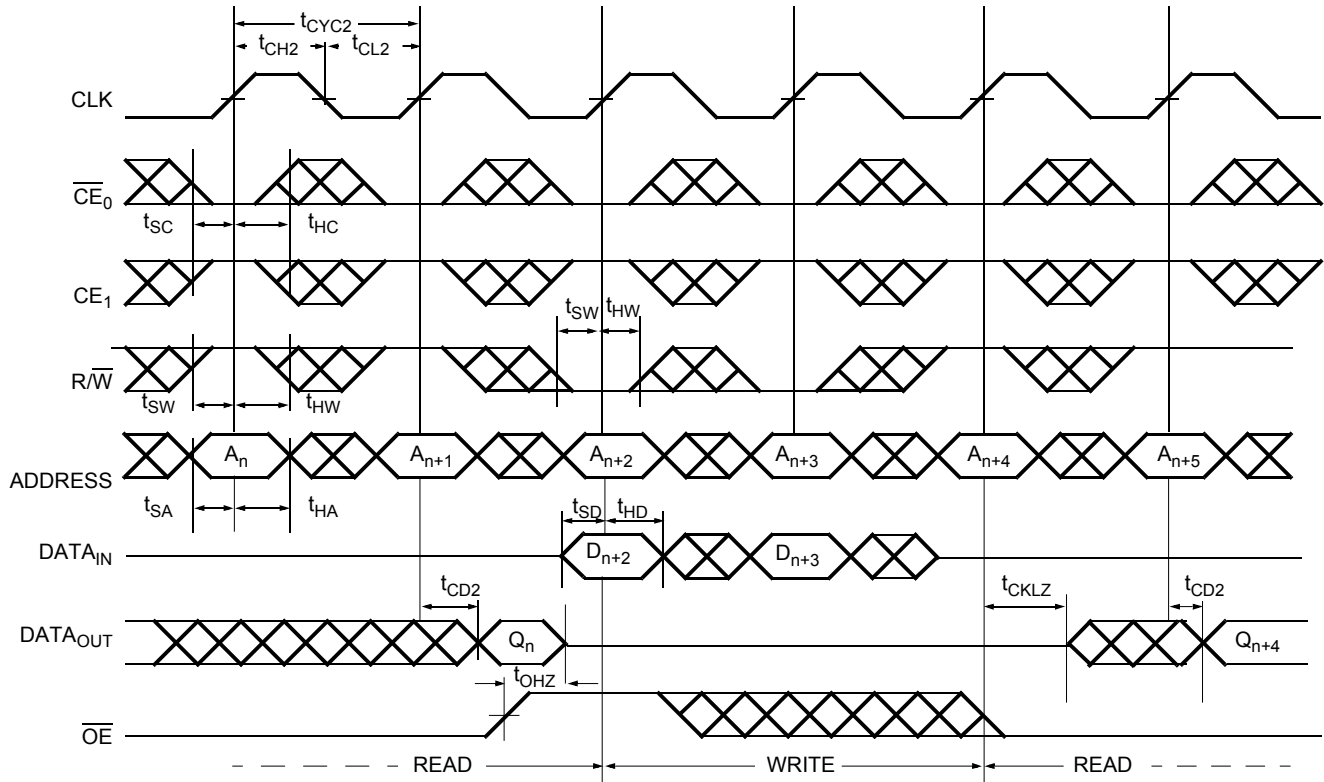 tCYC2
tCH2 tCL2
CLK
CE0
tSC tHC
CE1
tSW tHW
R/W
tSW tHW
An An+1 An+2 An+3 An+4 An+5
ADDRESS
tSA tHA
tSD tHD
DATAIN Dn+2 Dn+3
tCD2 tCKLZ tCD2
DATAOUT Qn Qn+4
tOHZ
OE
READ WRITE READ